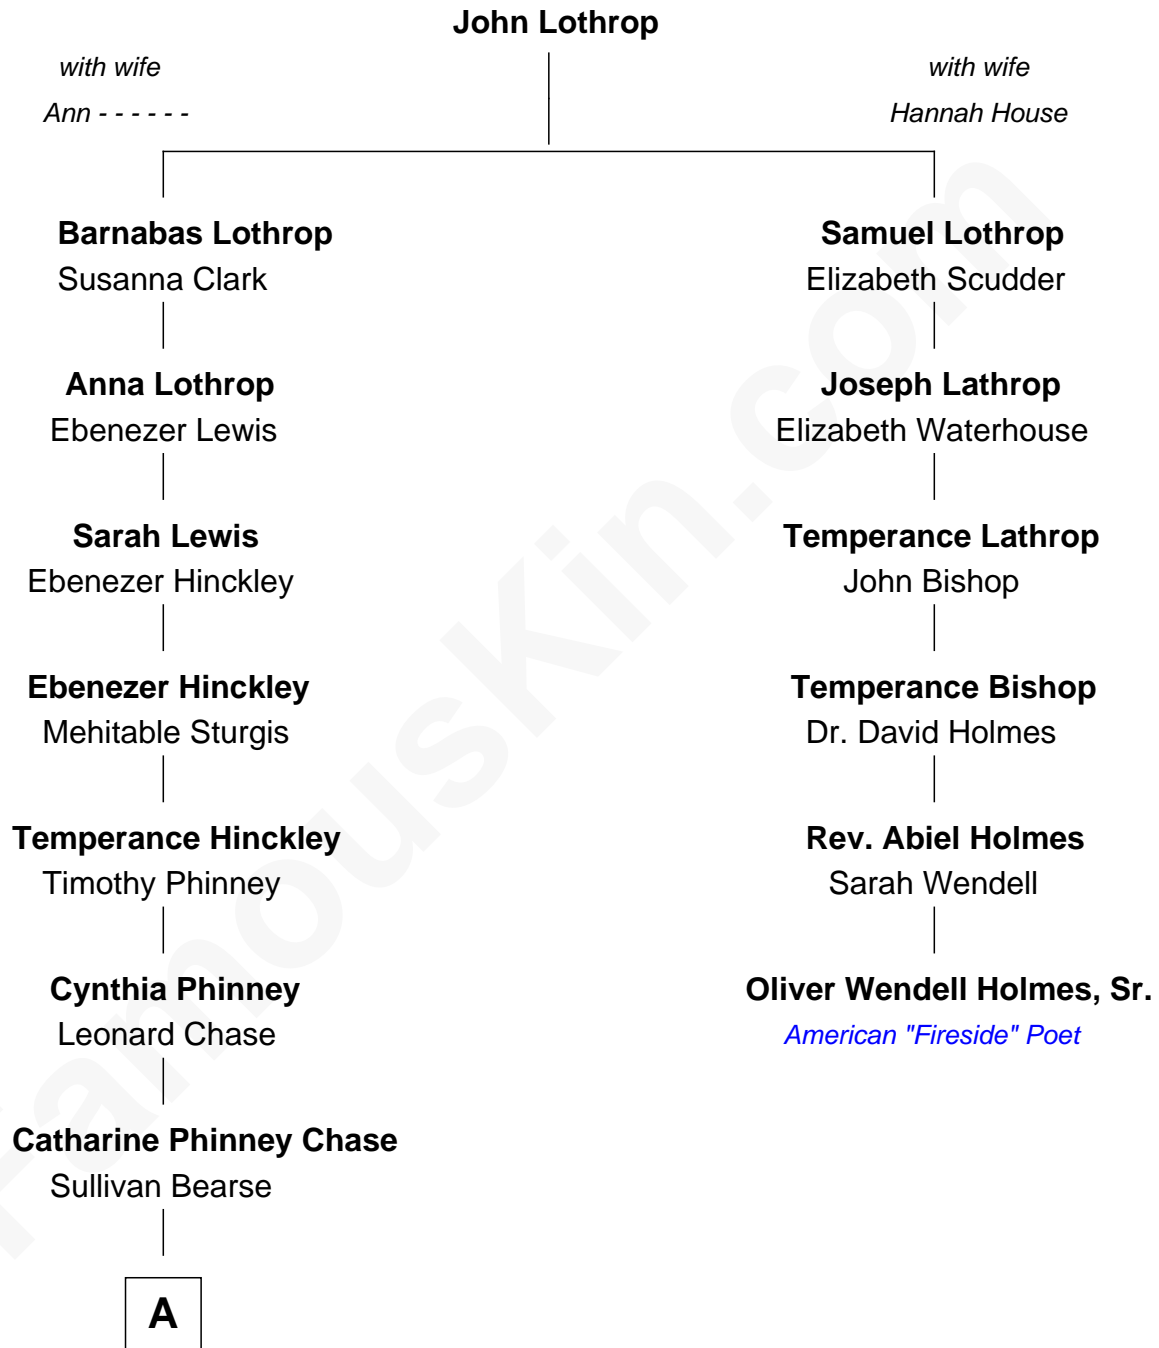 John Lothrop
with wife
Ann - - - - - -
with wife
Hannah House
Barnabas Lothrop
Susanna Clark
Samuel Lothrop
Elizabeth Scudder
Anna Lothrop
Ebenezer Lewis
Joseph Lathrop
Elizabeth Waterhouse
Sarah Lewis
Ebenezer Hinckley
Temperance Lathrop
John Bishop
Ebenezer Hinckley
Mehitable Sturgis
Temperance Bishop
Dr. David Holmes
Temperance Hinckley
Timothy Phinney
Rev. Abiel Holmes
Sarah Wendell
Cynthia Phinney
Leonard Chase
Oliver Wendell Holmes, Sr.
American "Fireside" Poet
Catharine Phinney Chase
Sullivan Bearse
A
FamousKin.com